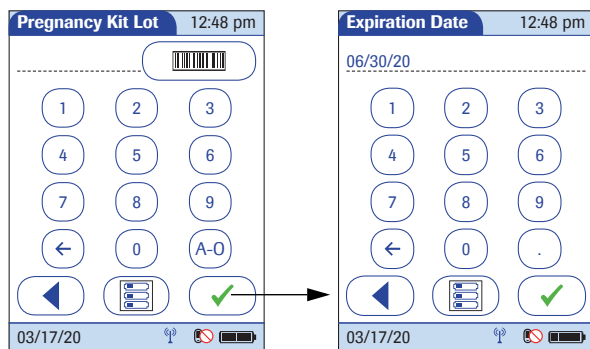 Pregnancy Kit Lot 12:48 pm
1 2 3
4 5 6
7 8 9
0 A-O
03/17/20
Expiration Date 12:48 pm
06/30/20
1 2 3
4 5 6
7 8 9
0 .
03/17/20